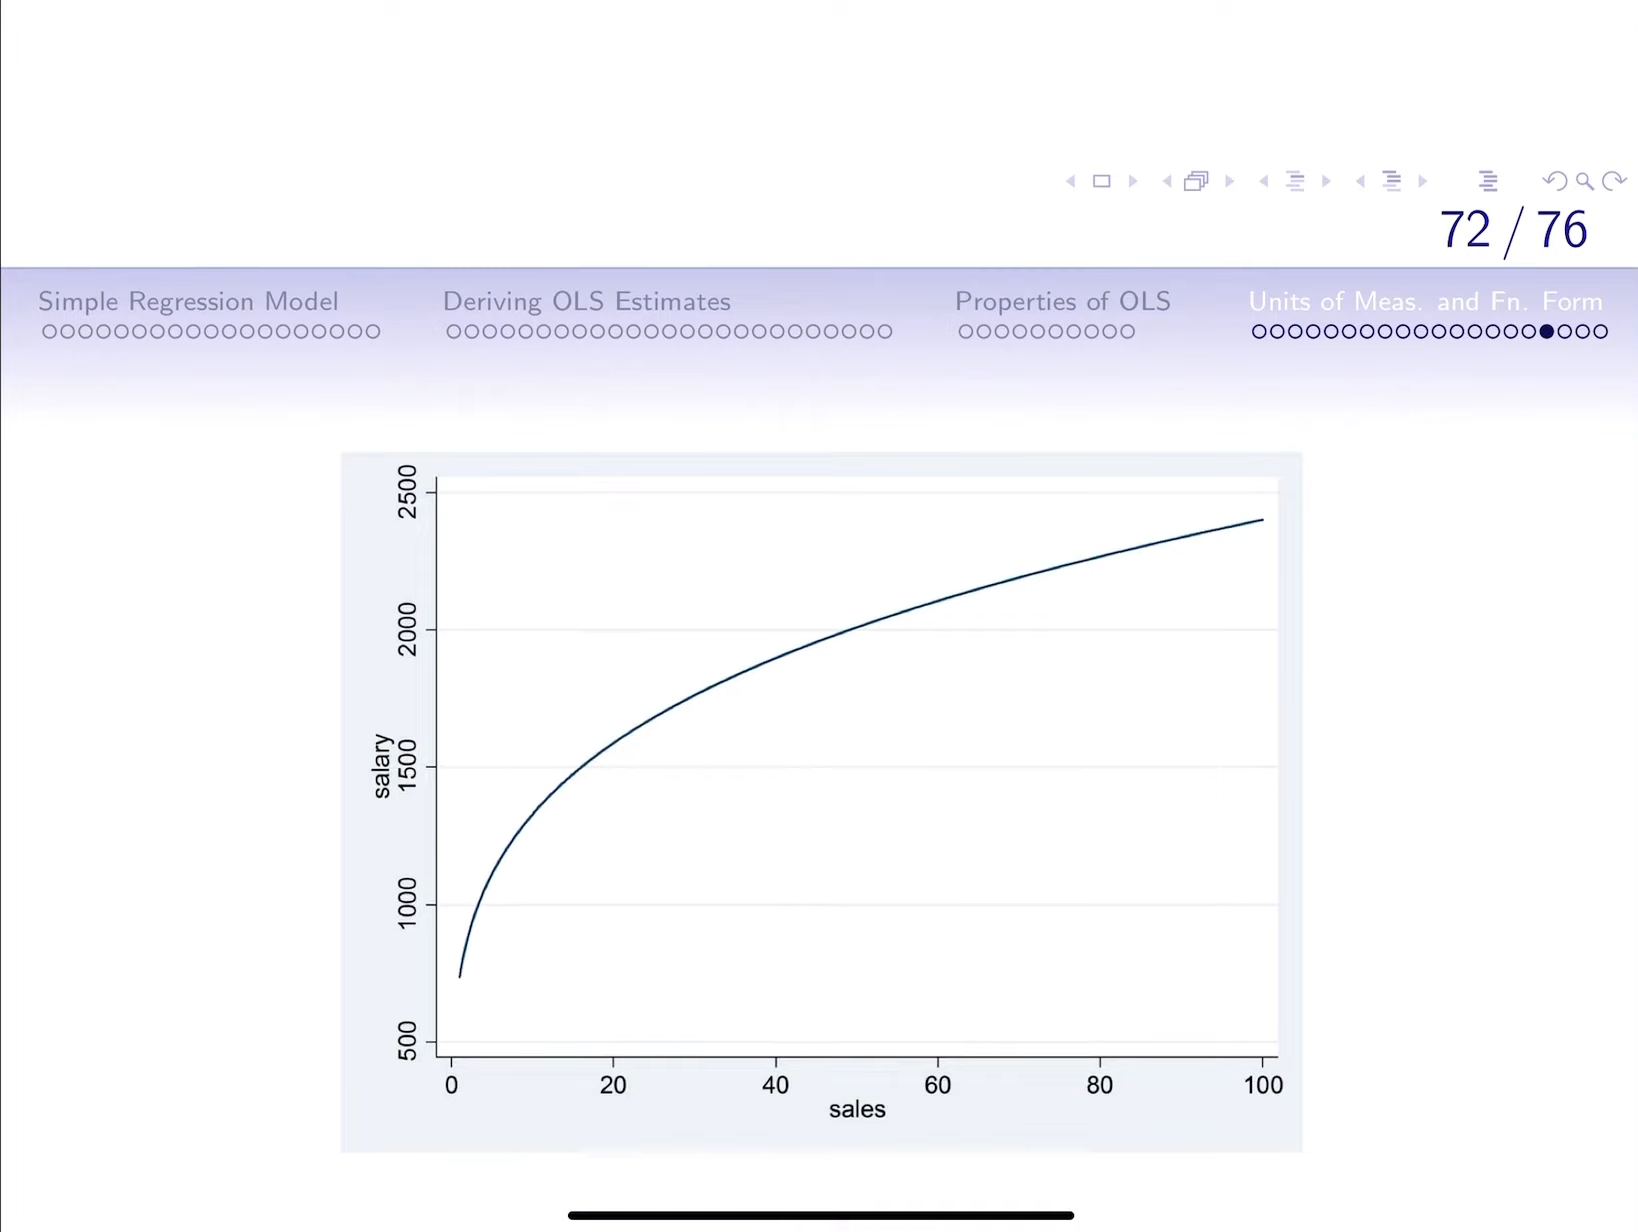 72 / 76
Simple Regression Model
Deriving OLS Estimates
Properties of OLS
Units of Meas. and Fn. Form
2500
2000
1500
1000
500
salary
0 20 40 60 80 100
sales